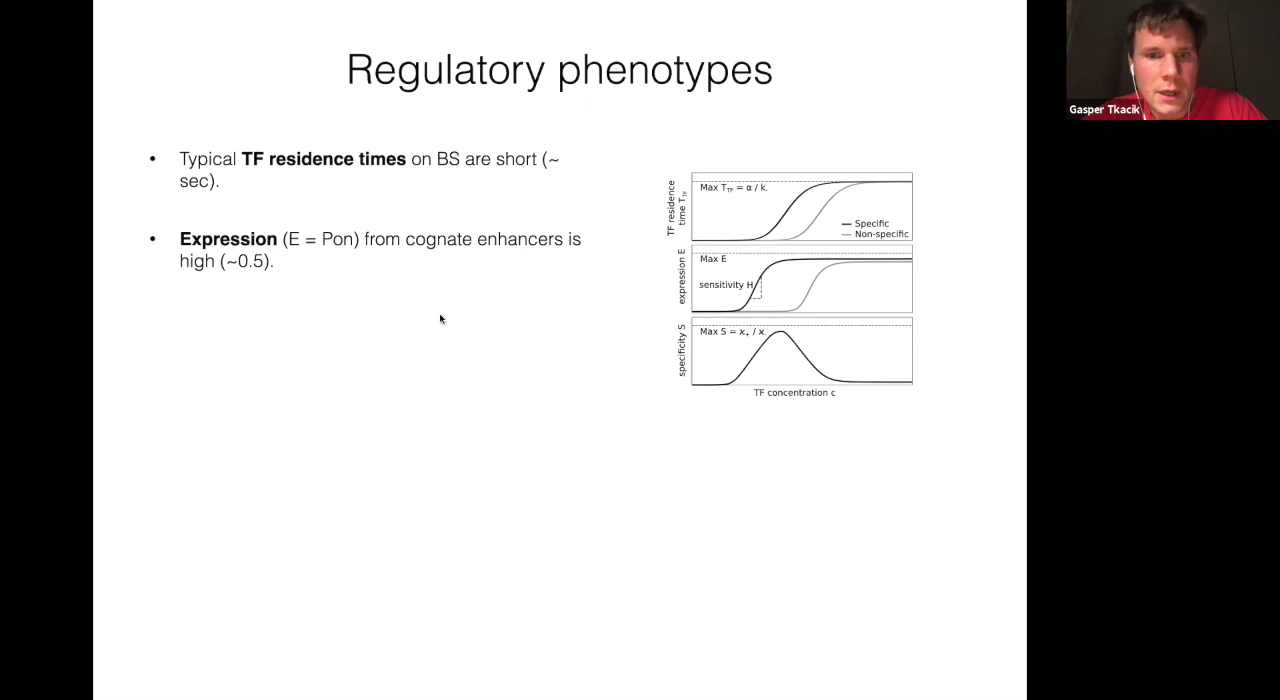 Regulatory phenotypes
Gasper Tkacik
• Typical TF residence times on BS are short (~
sec).
• Expression (E = Pon) from cognate enhancers is
high (~0.5).
TF residence
time T_TF
Max T_TF = α / k_-
Specific
Non-specific
expression E
Max E
sensitivity H
specificity S
Max S = ϰ₊ / ϰ_-
TF concentration c